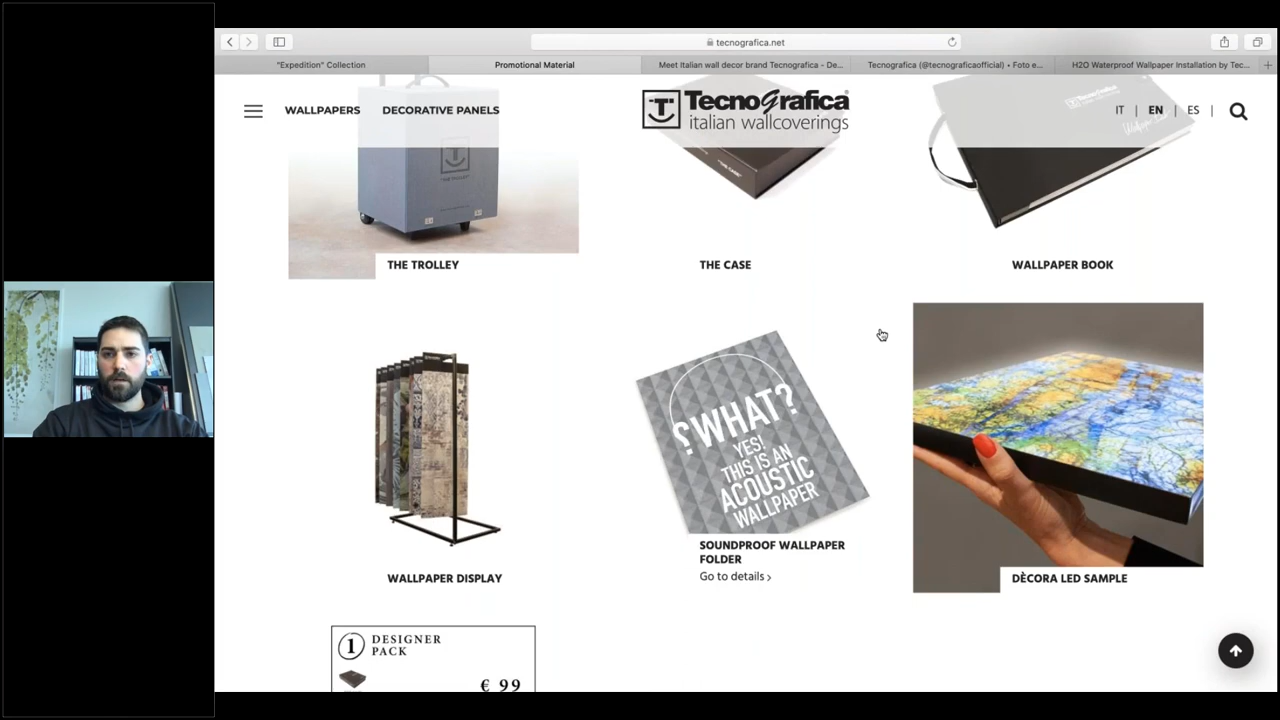 tecnografica.net
"Expedition" Collection
Promotional Material
Meet Italian wall decor brand Tecnografica - De...
Tecnografica (@tecnograficaofficial) • Foto e...
H2O Waterproof Wallpaper Installation by Tec...
WALLPAPERS
DECORATIVE PANELS
TecnoGrafica
italian wallcoverings
IT | EN | ES |
THE TROLLEY
THE CASE
WALLPAPER BOOK
?WHAT?
YES!
THIS IS AN
ACOUSTIC
WALLPAPER
WALLPAPER DISPLAY
SOUNDPROOF WALLPAPER
FOLDER
Go to details ›
DÈCORA LED SAMPLE
1
DESIGNER
PACK
€ 99